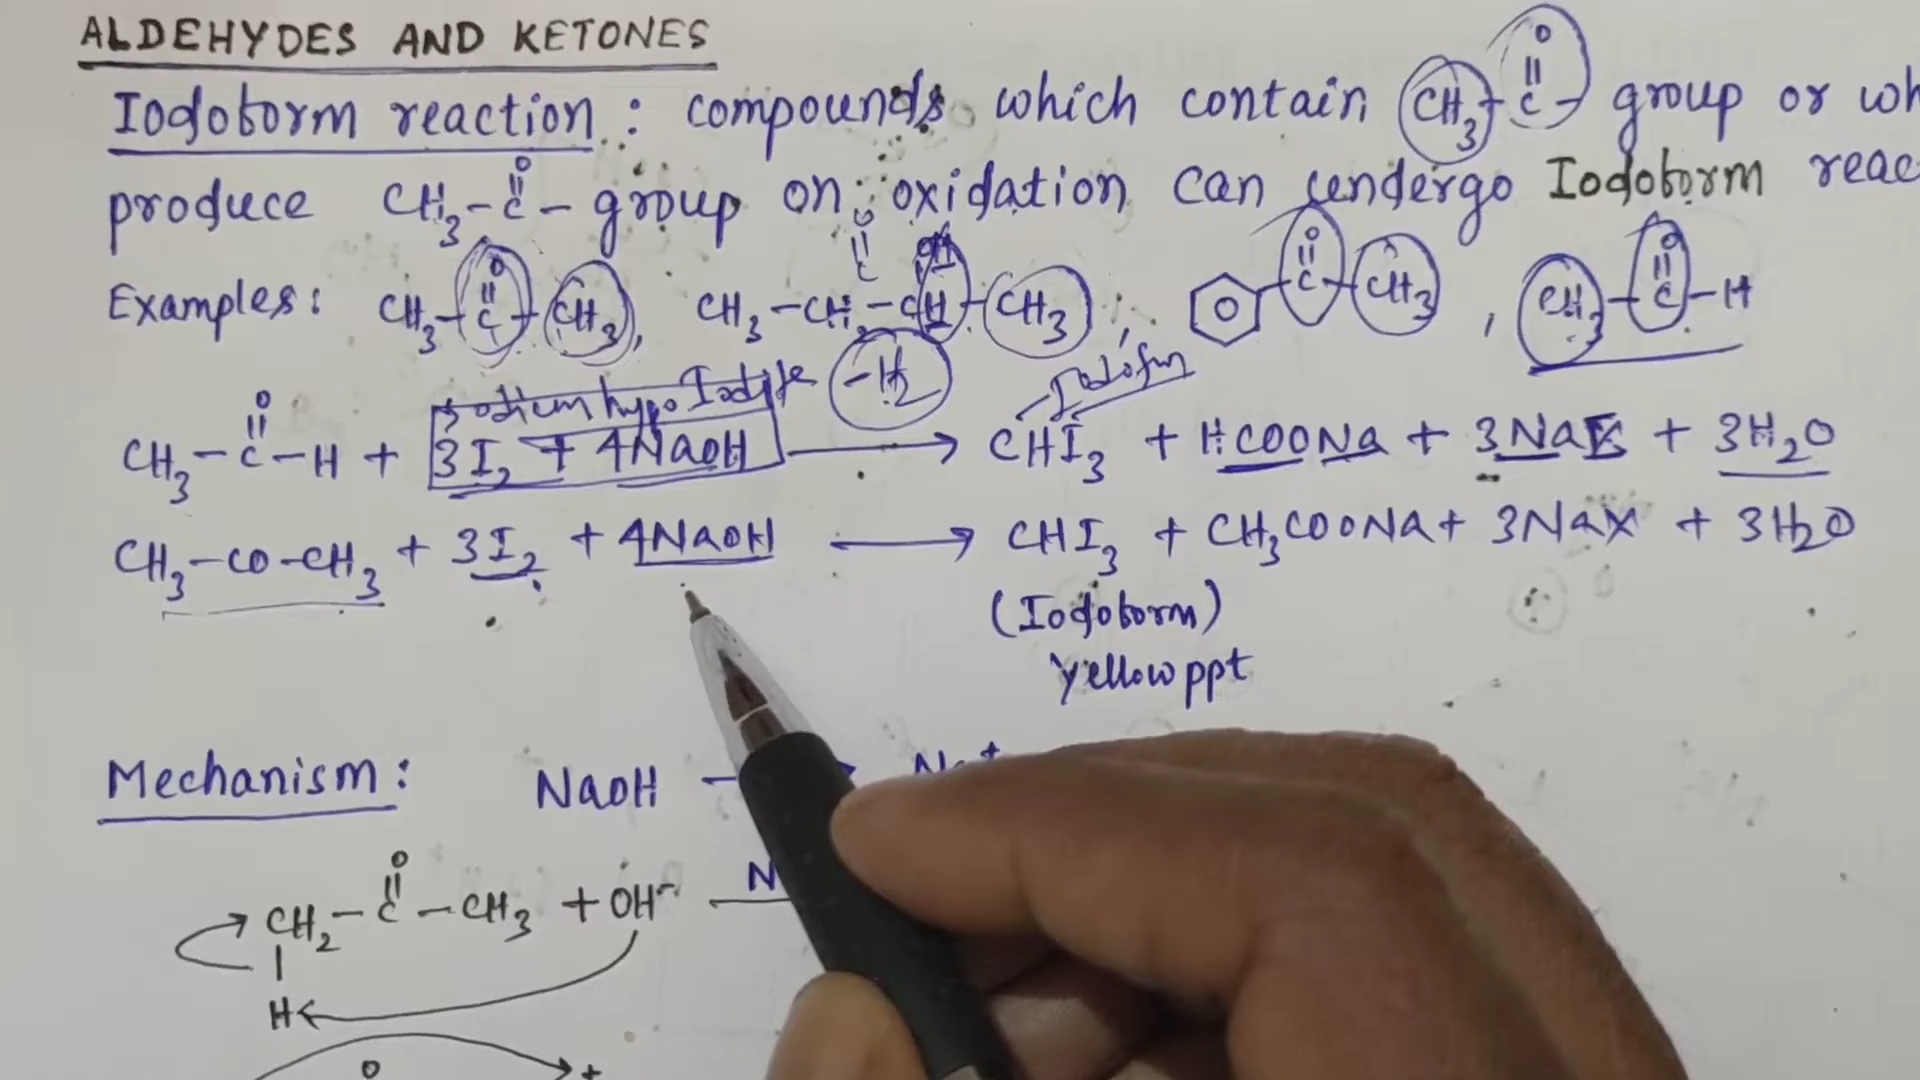 ALDEHYDES AND KETONES
Iodoform reaction : compounds which contain CH3-C- group or wh
O
produce CH3-C- group on oxidation can undergo Iodoform reac
O
Examples: CH3-C-CH3, CH3-CH2-CH-CH3, C-CH3, CH3-C-H
O
O
C
OH
O
O
sodium hypo Iodite -H2 Iodoform
CH3-C-H + 3I2 + 4NaOH → CHI3 + HCOONa + 3NaX + 3H2O
O
CH3-CO-CH3 + 3I2 + 4NaOH → CHI3 + CH3COONa + 3NaX + 3H2O
(Iodoform)
yellow ppt
Mechanism: NaOH Na+
O
CH2-C-CH3 + OH- N
H
O +